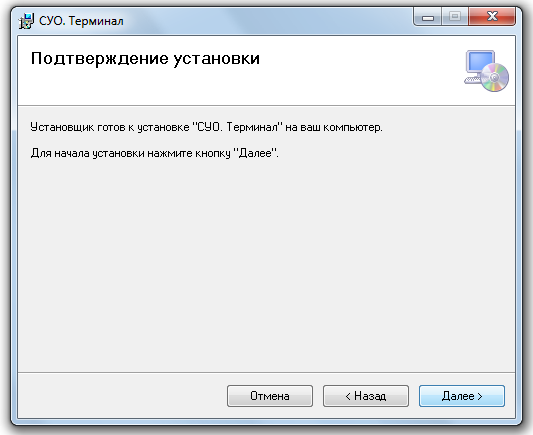 СУО. Терминал
Подтверждение установки
Установщик готов к установке "СУО. Терминал" на ваш компьютер.
Для начала установки нажмите кнопку "Далее".
Отмена
< Назад
Далее >